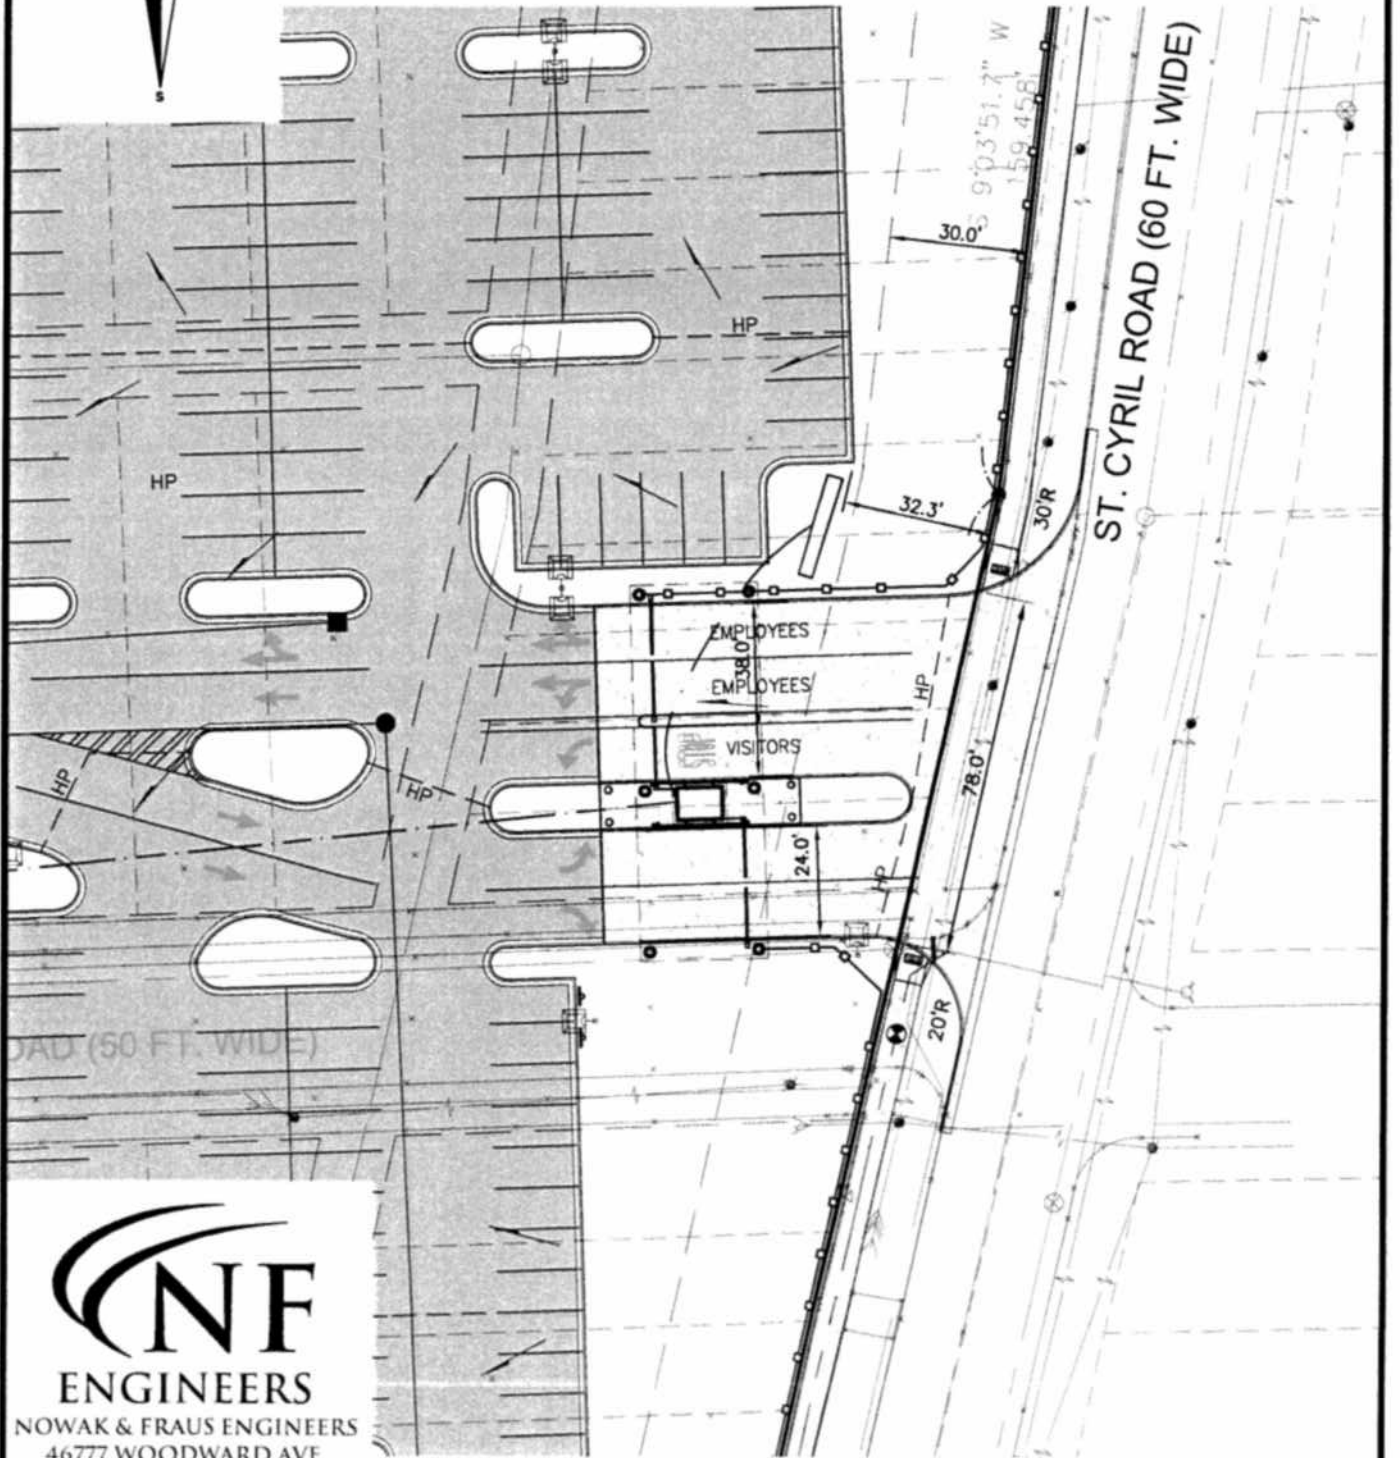 S
S 9°03'51.7" W
159.458'
ST. CYRIL ROAD (60 FT. WIDE)
30.0'
HP
HP
32.3'
30'R
EMPLOYEES
38.0'
EMPLOYEES
HP
VISITORS
78.0'
HP
HP
24.0'
HP
20'R
OAD (50 FT. WIDE)
NF
ENGINEERS
NOWAK & FRAUS ENGINEERS
46777 WOODWARD AVE